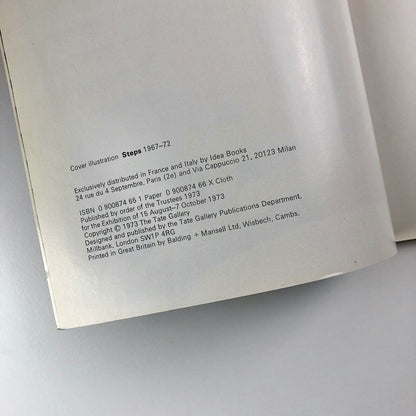 Cover illustration Steps 1967–72
Exclusively distributed in France and Italy by Idea Books
24 rue du 4 Septembre, Paris (2e) and Via Cappuccio 21, 20123 Milan
ISBN 0 900874 65 1 Paper 0 900874 66 X Cloth
Published by order of the Trustees 1973
for the Exhibition of 15 August–7 October 1973
Copyright © 1973 The Tate Gallery
Designed and published by the Tate Gallery Publications Department,
Millbank, London SW1P 4RG
Printed in Great Britain by Balding + Mansell Ltd, Wisbech, Cambs.